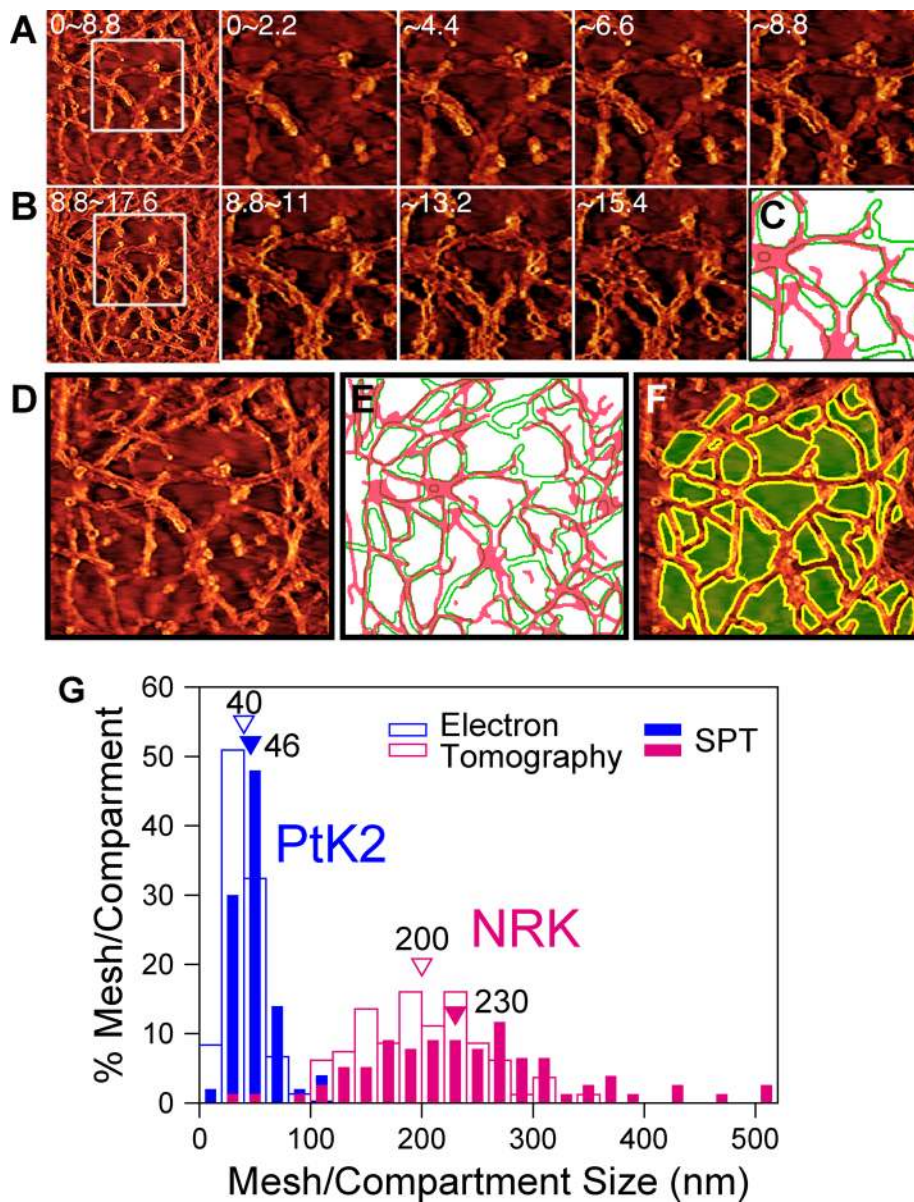 A
0~8.8
0~2.2
~4.4
~6.6
~8.8
B
8.8~17.6
8.8~11
~13.2
~15.4
C
D
E
F
G
60
50
40
30
20
10
0
% Mesh/Comparment
40
46
Electron
Tomography
SPT
PtK2
NRK
200
230
0
100
200
300
400
500
Mesh/Compartment Size (nm)